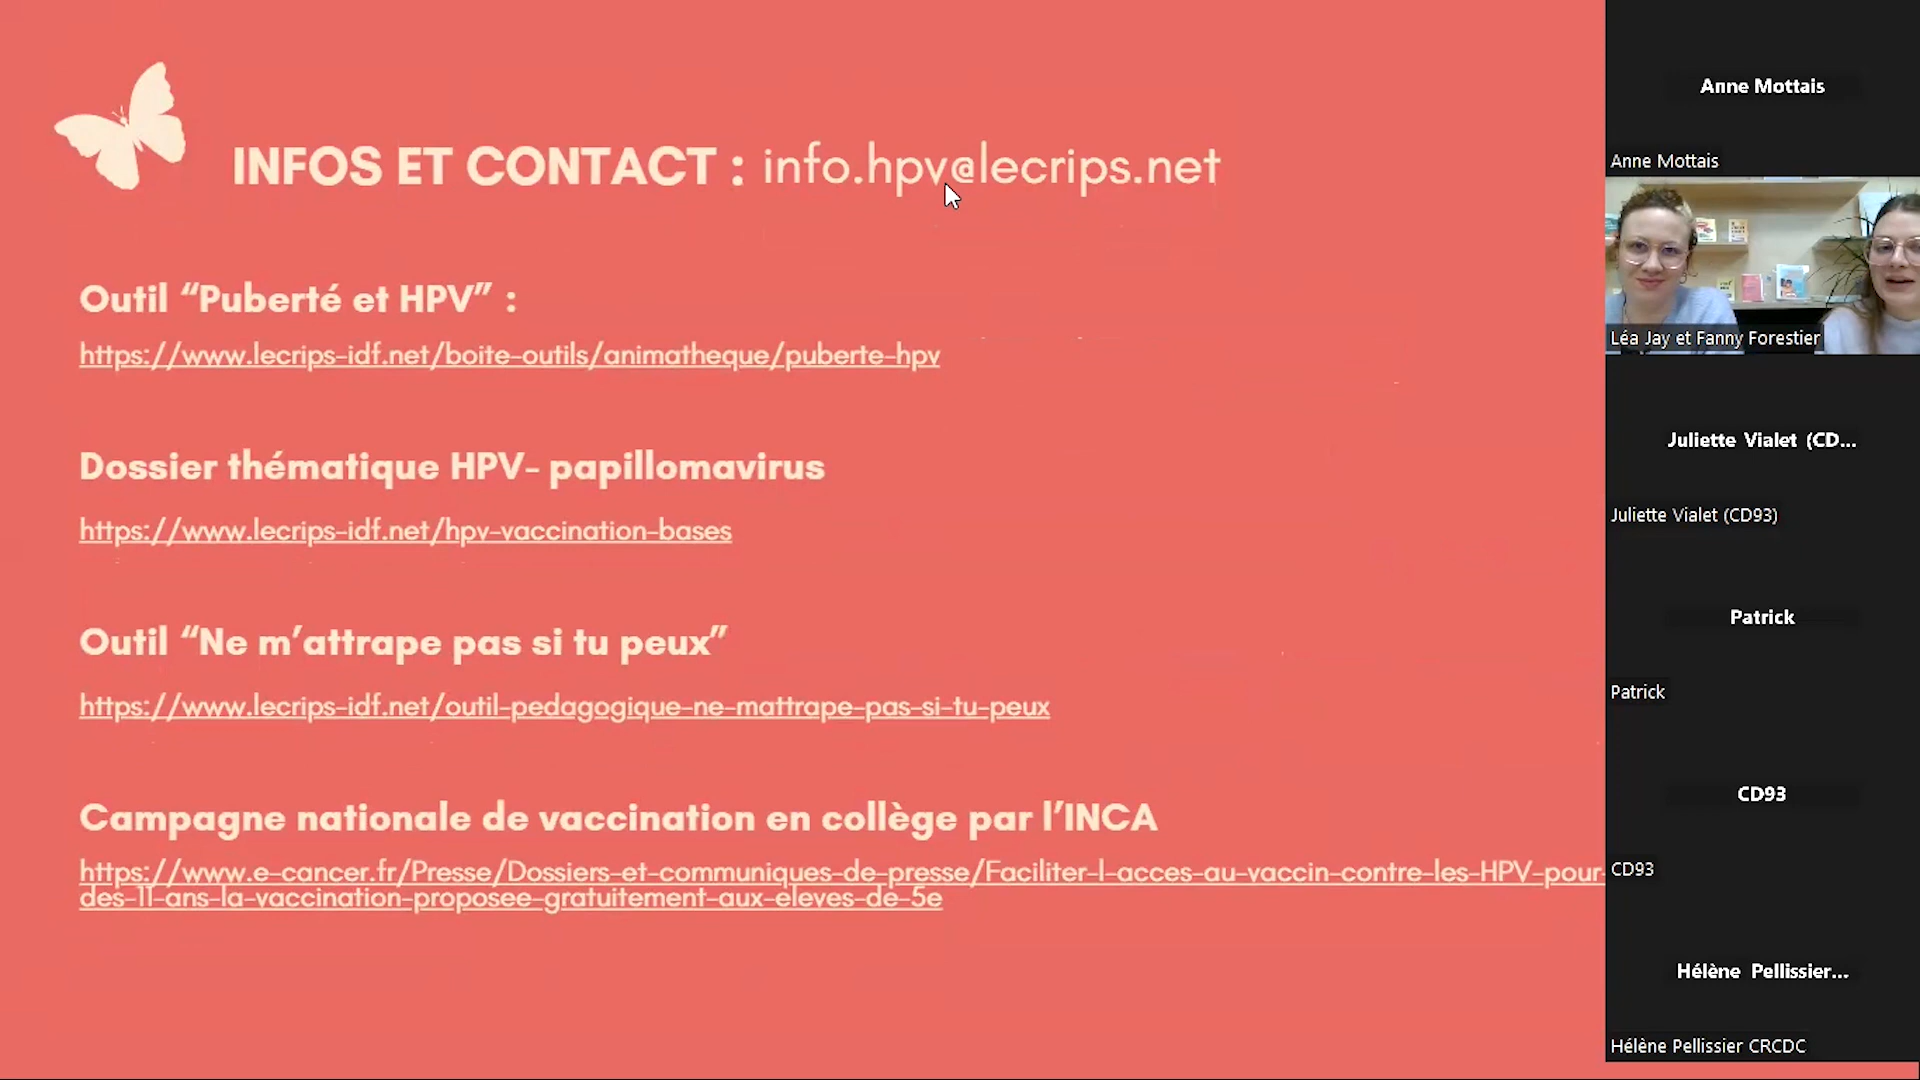 INFOS ET CONTACT : info.hpv@lecrips.net
Outil “Puberté et HPV” :
https://www.lecrips-idf.net/boite-outils/animatheque/puberte-hpv
Dossier thématique HPV- papillomavirus
https://www.lecrips-idf.net/hpv-vaccination-bases
Outil “Ne m’attrape pas si tu peux”
https://www.lecrips-idf.net/outil-pedagogique-ne-mattrape-pas-si-tu-peux
Campagne nationale de vaccination en collège par l’INCA
https://www.e-cancer.fr/Presse/Dossiers-et-communiques-de-presse/Faciliter-l-acces-au-vaccin-contre-les-HPV-pour-
des-11-ans-la-vaccination-proposee-gratuitement-aux-eleves-de-5e
Anne Mottais
Anne Mottais
Léa Jay et Fanny Forestier
Juliette Vialet (CD...
Juliette Vialet (CD93)
Patrick
Patrick
CD93
CD93
Hélène Pellissier...
Hélène Pellissier CRCDC